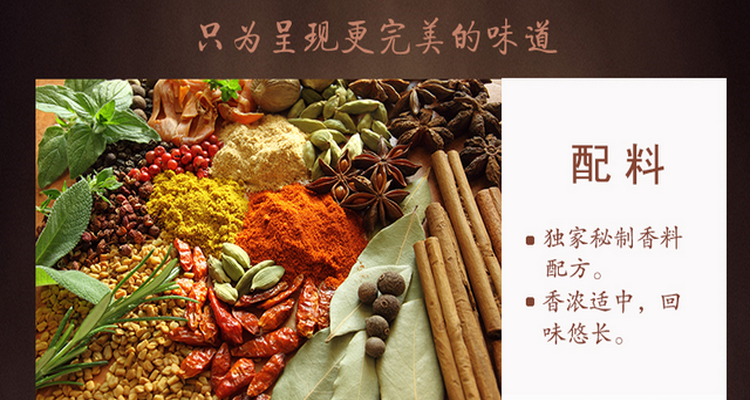 只为呈现更完美的味道
配料
独家秘制香料
配方。
香浓适中，回
味悠长。